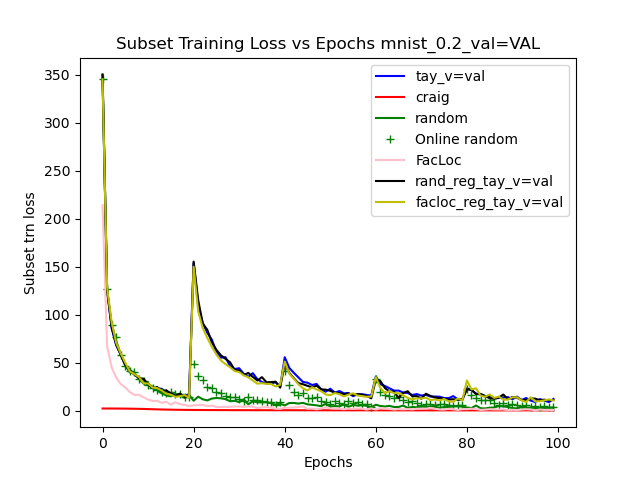 Subset Training Loss vs Epochs mnist_0.2_val=VAL
350
300
250
200
150
100
50
0
Subset trn loss
tay_v=val
craig
random
Online random
FacLoc
rand_reg_tay_v=val
facloc_reg_tay_v=val
0 20 40 60 80 100
Epochs